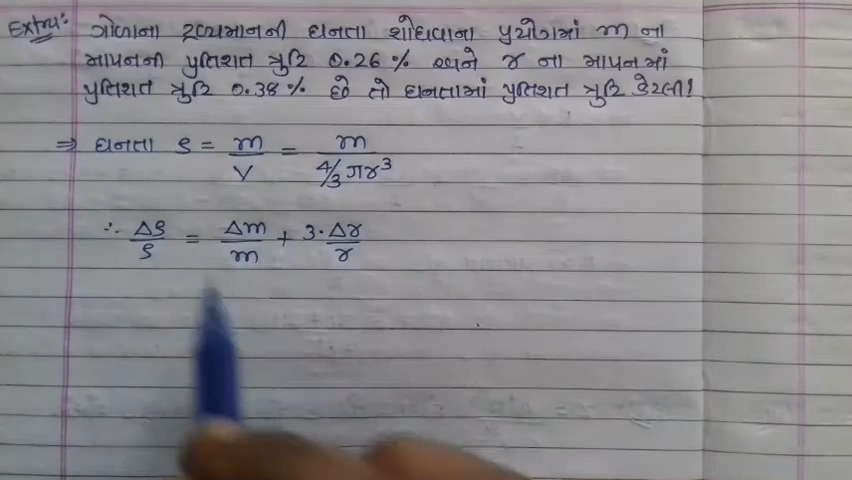 Extra: ગોળાના દ્રવ્યમાનની ઘનતા શોધવાના પ્રયોગમાં m ના
માપનની પ્રતિશત ત્રુટિ 0.26 % અને r ના માપનમાં
પ્રતિશત ત્રુટિ 0.38 % છે તો ઘનતામાં પ્રતિશત ત્રુટિ કેટલી?
⇒ ઘનતા ρ = m/V = m/(4/3 πr³)
∴ Δρ/ρ = Δm/m + 3·Δr/r